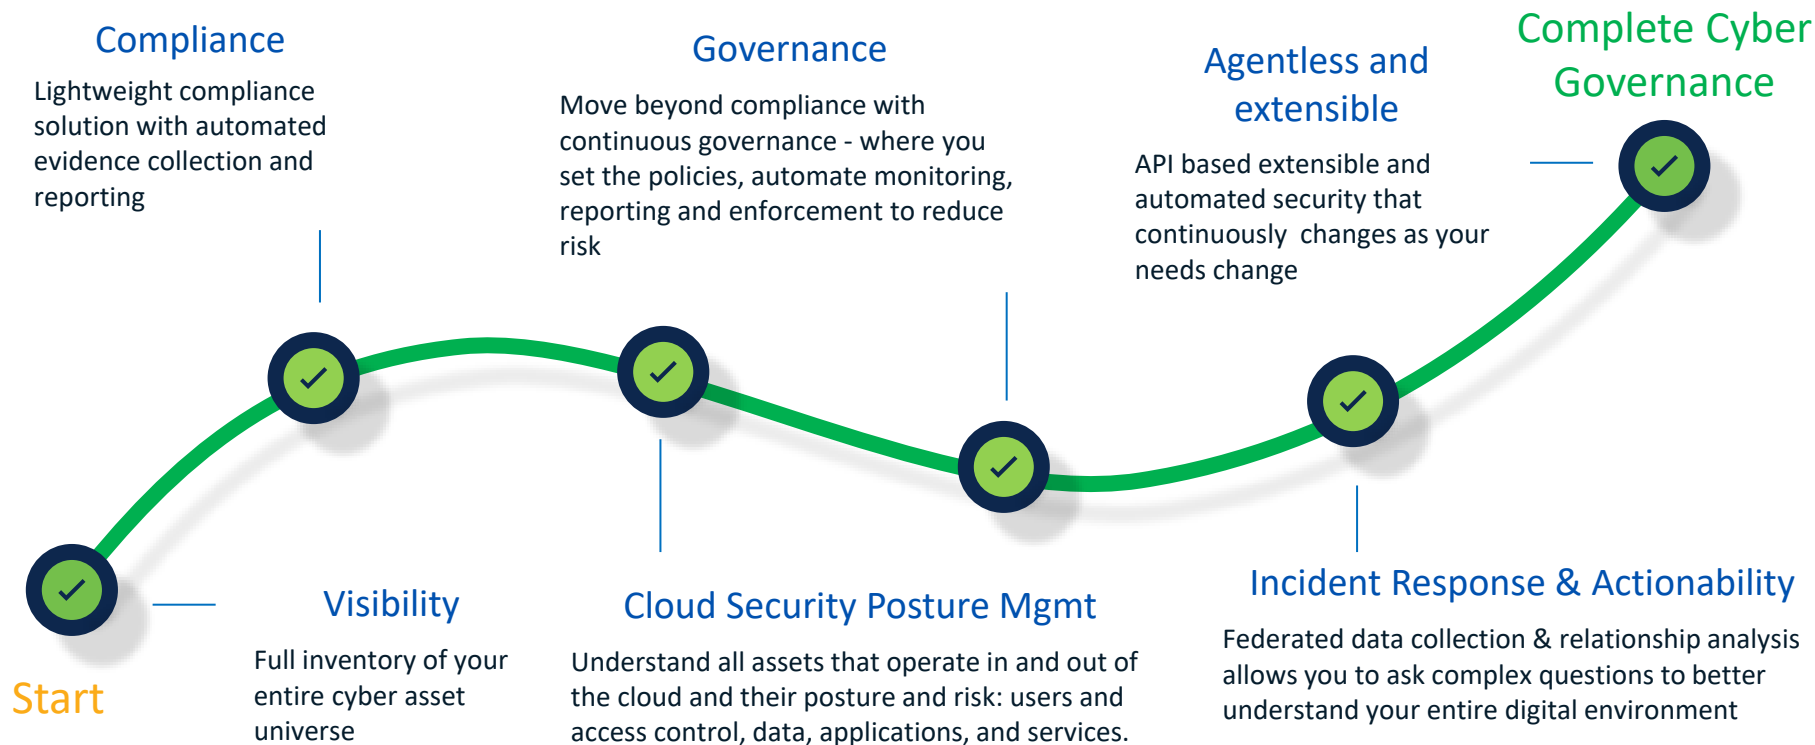 Compliance
Lightweight compliance
solution with automated
evidence collection and
reporting
Governance
Move beyond compliance with
continuous governance - where you
set the policies, automate monitoring,
reporting and enforcement to reduce
risk
Agentless and
extensible
API based extensible and
automated security that
continuously  changes as your
needs change
Complete Cyber
Governance
Start
Visibility
Full inventory of your
entire cyber asset
universe
Cloud Security Posture Mgmt
Understand all assets that operate in and out of
the cloud and their posture and risk: users and
access control, data, applications, and services.
Incident Response & Actionability
Federated data collection & relationship analysis
allows you to ask complex questions to better
understand your entire digital environment